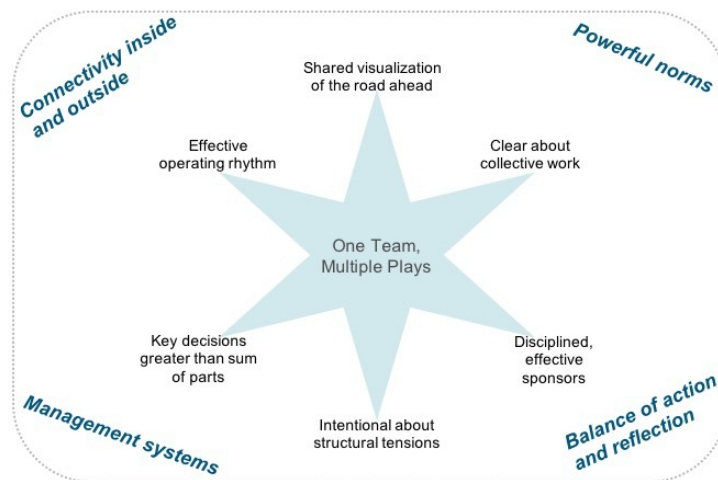 Connectivity inside
and outside
Powerful norms
Shared visualization
of the road ahead
Effective
operating rhythm
Clear about
collective work
One Team,
Multiple Plays
Key decisions
greater than sum
of parts
Disciplined,
effective
sponsors
Intentional about
structural tensions
Management systems
Balance of action
and reflection